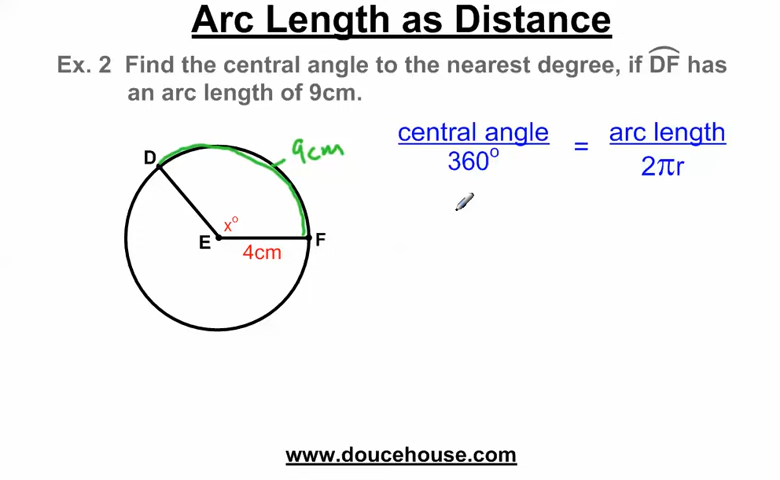 Arc Length as Distance
Ex. 2 Find the central angle to the nearest degree, if DF has
an arc length of 9cm.
central angle = arc length
360° 2πr
D
9cm
x°
E
F
4cm
www.doucehouse.com